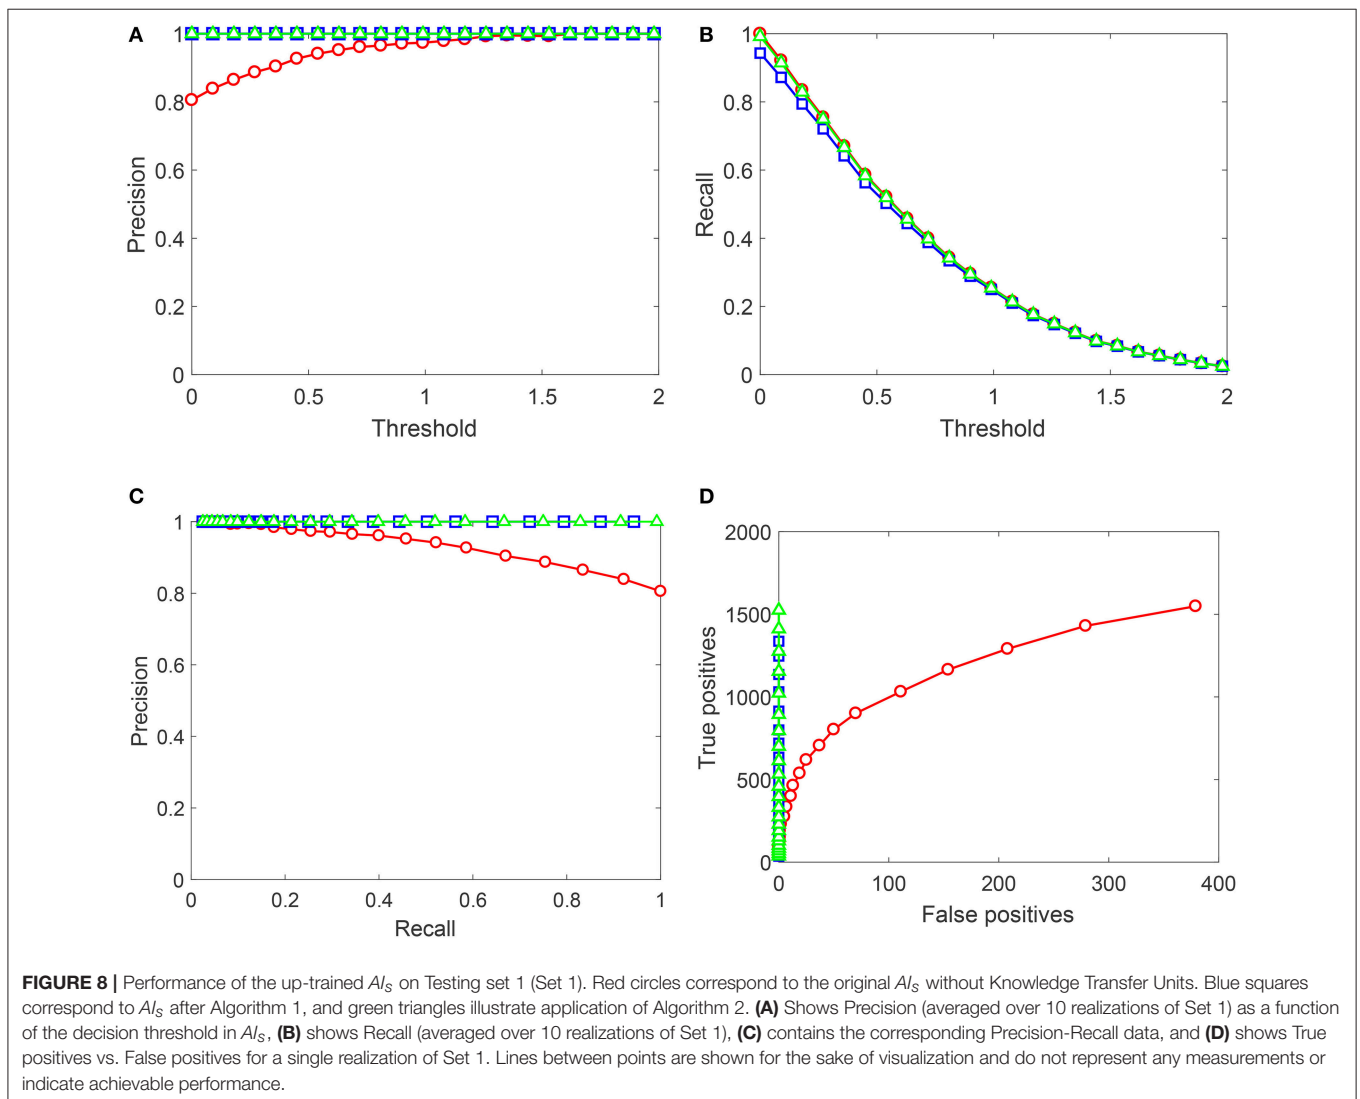 A
1
0.8
0.6
0.4
0.2
0
Precision
0 0.5 1 1.5 2
Threshold
B
1
0.8
0.6
0.4
0.2
0
Recall
0 0.5 1 1.5 2
Threshold
C
1
0.8
0.6
0.4
0.2
0
Precision
0 0.2 0.4 0.6 0.8 1
Recall
D
2000
1500
1000
500
0
True positives
0 100 200 300 400
False positives
FIGURE 8 | Performance of the up-trained AIs on Testing set 1 (Set 1). Red circles correspond to the original AIs without Knowledge Transfer Units. Blue squares
correspond to AIs after Algorithm 1, and green triangles illustrate application of Algorithm 2. (A) Shows Precision (averaged over 10 realizations of Set 1) as a function
of the decision threshold in AIs, (B) shows Recall (averaged over 10 realizations of Set 1), (C) contains the corresponding Precision-Recall data, and (D) shows True
positives vs. False positives for a single realization of Set 1. Lines between points are shown for the sake of visualization and do not represent any measurements or
indicate achievable performance.